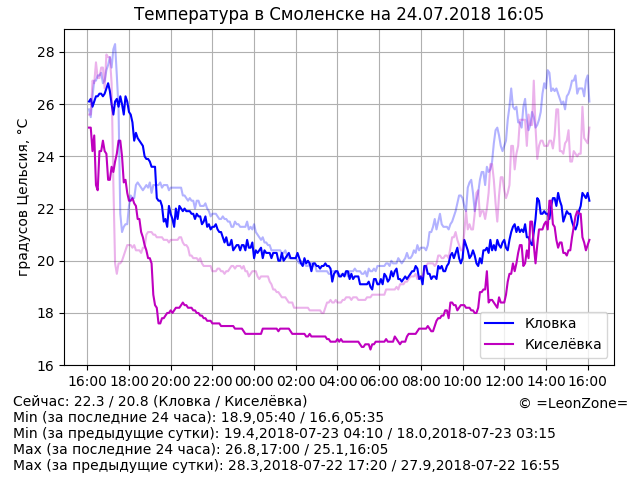 Температура в Смоленске на 24.07.2018 16:05
градусов Цельсия, °C
28
26
24
22
20
18
16
16:00 18:00 20:00 22:00 00:00 02:00 04:00 06:00 08:00 10:00 12:00 14:00 16:00
Кловка
Киселёвка
© =LeonZone=
Сейчас: 22.3 / 20.8 (Кловка / Киселёвка)
Min (за последние 24 часа): 18.9,05:40 / 16.6,05:35
Min (за предыдущие сутки): 19.4,2018-07-23 04:10 / 18.0,2018-07-23 03:15
Max (за последние 24 часа): 26.8,17:00 / 25.1,16:05
Max (за предыдущие сутки): 28.3,2018-07-22 17:20 / 27.9,2018-07-22 16:55